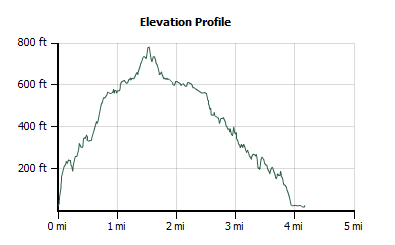 Elevation Profile
800 ft
600 ft
400 ft
200 ft
0 mi 1 mi 2 mi 3 mi 4 mi 5 mi